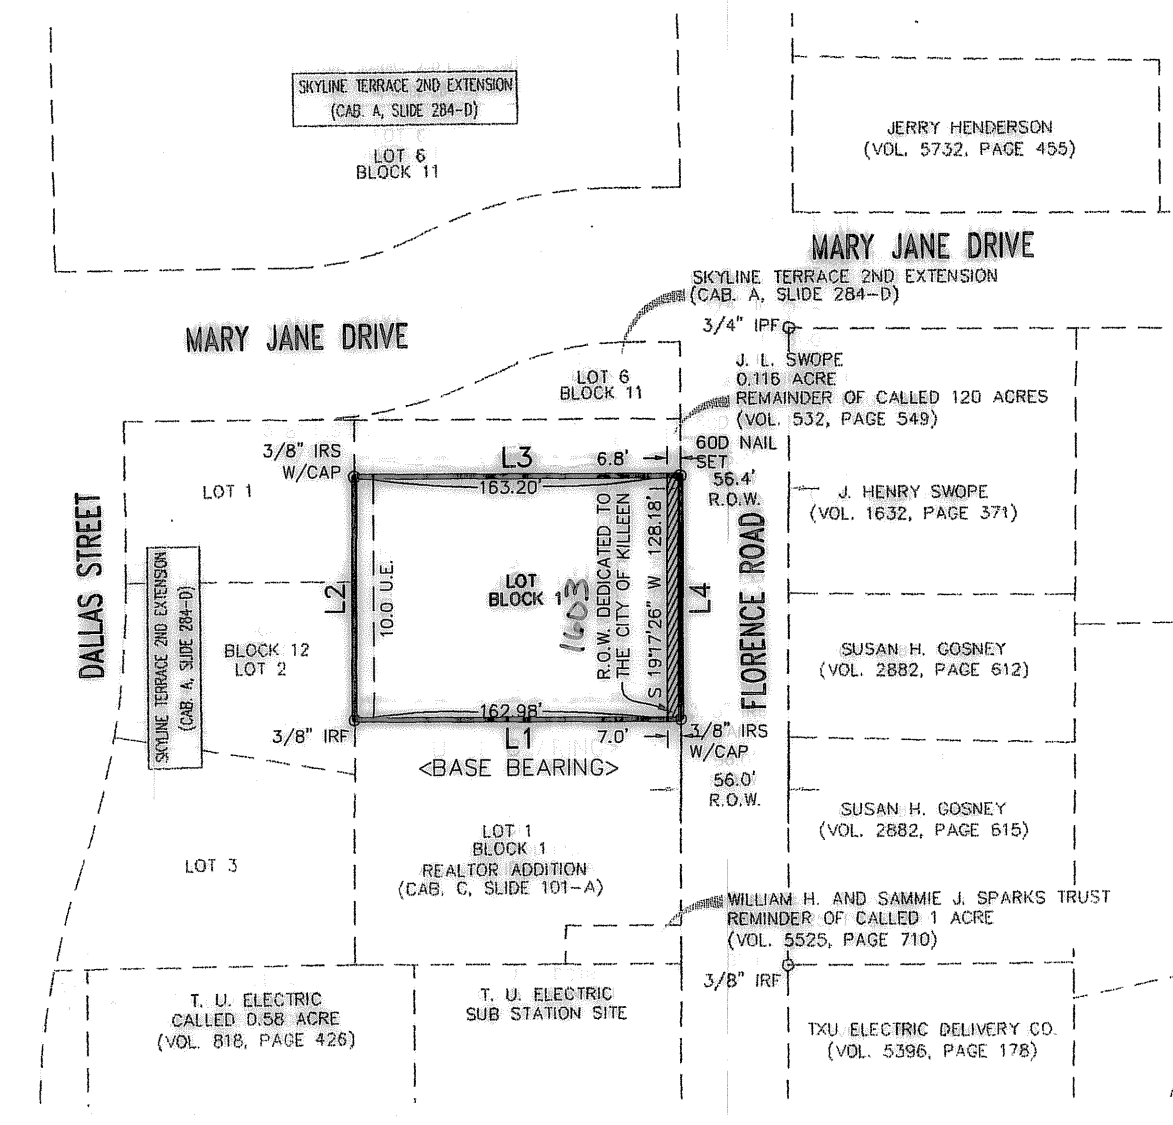 SKYLINE TERRACE 2ND EXTENSION
(CAB. A, SLIDE 284-D)
LOT 6
BLOCK 11
JERRY HENDERSON
(VOL. 5732, PAGE 455)
MARY JANE DRIVE
SKYLINE TERRACE 2ND EXTENSION
(CAB. A, SLIDE 284-D)
3/4" IPF
MARY JANE DRIVE
J. L. SWOPE
0.116 ACRE
REMAINDER OF CALLED 120 ACRES
(VOL. 532, PAGE 549)
LOT 6
BLOCK 11
60D NAIL
SET
3/8" IRS
W/CAP
L3
6.8'
163.20'
56.4'
R.O.W.
LOT 1
J. HENRY SWOPE
(VOL. 1632, PAGE 371)
DALLAS STREET
SKYLINE TERRACE 2ND EXTENSION
(CAB. A, SLIDE 284-D)
L2
10.0 U.E.
LOT
BLOCK 1
1603
R.O.W. DEDICATED TO
THE CITY OF KILLEEN
S 19°17'26" W 128.18'
L4
FLORENCE ROAD
BLOCK 12
LOT 2
SUSAN H. GOSNEY
(VOL. 2882, PAGE 612)
162.98'
3/8" IRF
L1
7.0'
3/8" IRS
W/CAP
<BASE BEARING>
56.0'
R.O.W.
SUSAN H. GOSNEY
(VOL. 2882, PAGE 615)
LOT 1
BLOCK 1
REALTOR ADDITION
(CAB. C, SLIDE 101-A)
LOT 3
WILLIAM H. AND SAMMIE J. SPARKS TRUST
REMINDER OF CALLED 1 ACRE
(VOL. 5525, PAGE 710)
3/8" IRF
T. U. ELECTRIC
CALLED 0.58 ACRE
(VOL. 818, PAGE 426)
T. U. ELECTRIC
SUB STATION SITE
TXU ELECTRIC DELIVERY CO.
(VOL. 5396, PAGE 178)